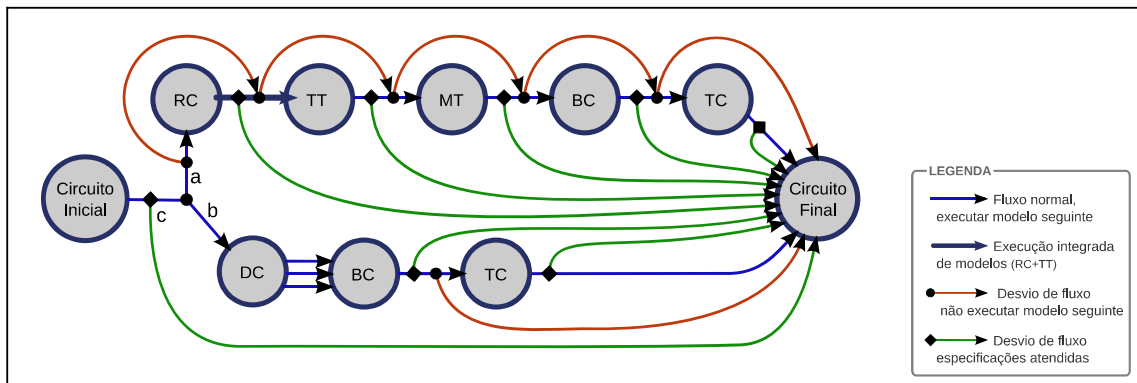 RC
TT
MT
BC
TC
a
Circuito
Inicial
c
b
Circuito
Final
DC
BC
TC
LEGENDA
Fluxo normal,
executar modelo seguinte
Execução integrada
de modelos (RC+TT)
Desvio de fluxo
não executar modelo seguinte
Desvio de fluxo
especificações atendidas